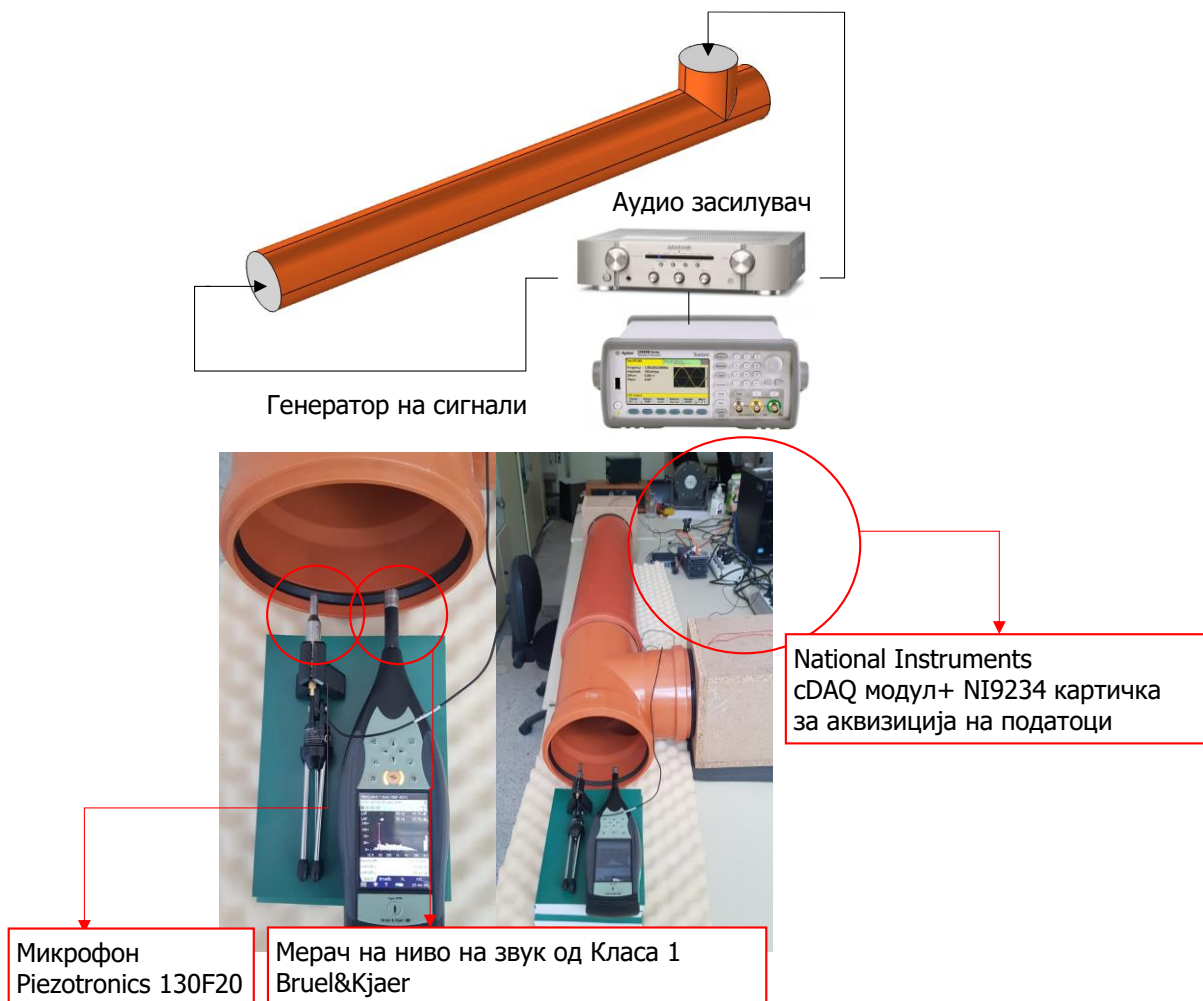 Аудио засилувач
Генератор на сигнали
National Instruments
cDAQ модул+ NI9234 картичка
за аквизиција на податоци
Микрофон
Piezotronics 130F20
Мерач на ниво на звук од Класа 1
Bruel&Kjaer